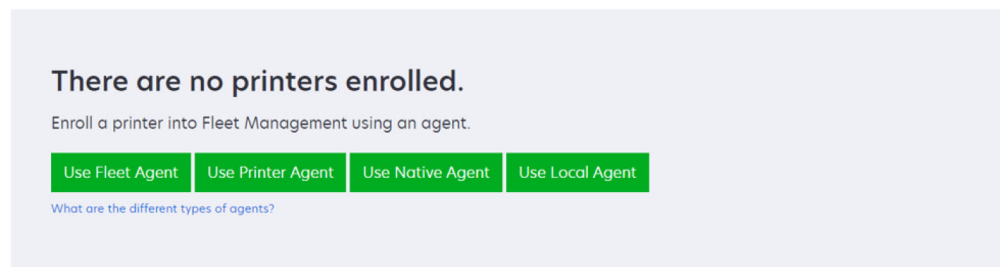 There are no printers enrolled.
Enroll a printer into Fleet Management using an agent.
Use Fleet Agent Use Printer Agent Use Native Agent Use Local Agent
What are the different types of agents?